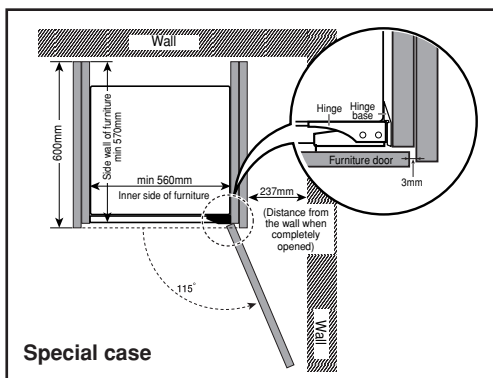 Wall
600mm
Side wall of furniture
min 570mm
min 560mm
Inner side of furniture
Hinge
Hinge
base
Furniture door
3mm
237mm
(Distance from
the wall when
completely
opened)
115°
Wall
Special case